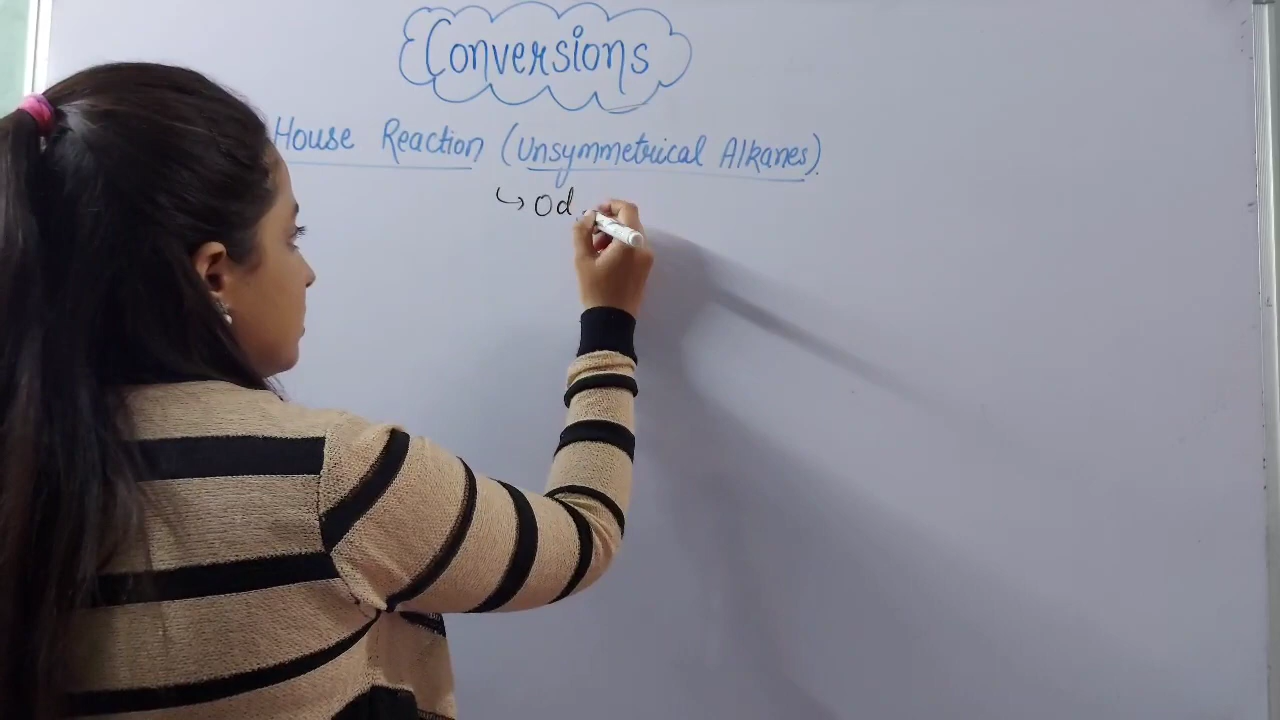 Conversions
House Reaction (Unsymmetrical Alkanes).
↳ Od